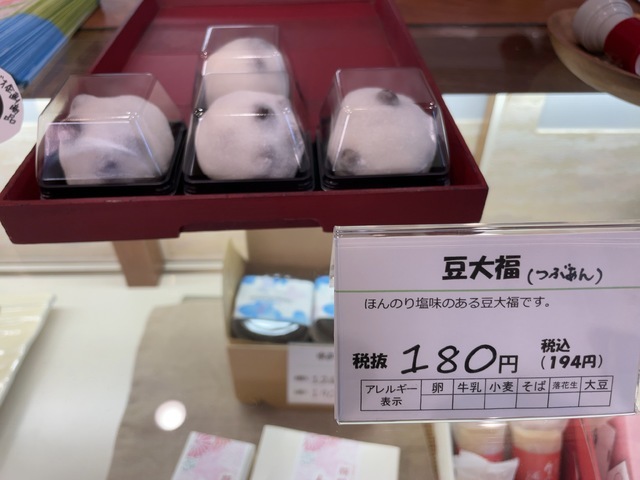 豆大福(つぶあん)
ほんのり塩味のある豆大福です。
税抜 180円 税込(194円)
アレルギー表示 卵 牛乳 小麦 そば 落花生 大豆